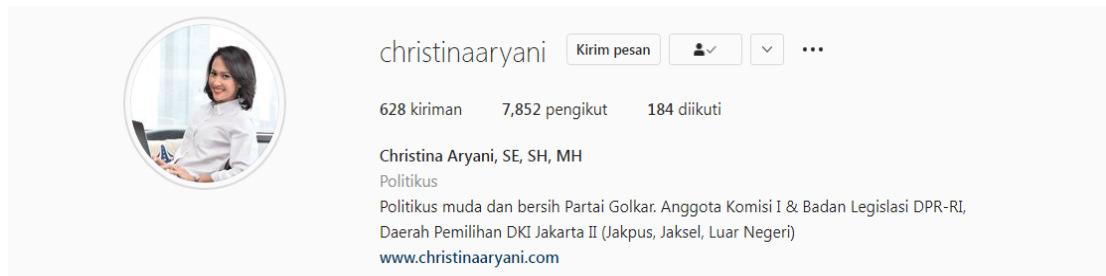 christinaaryani Kirim pesan
628 kiriman 7,852 pengikut 184 diikuti
Christina Aryani, SE, SH, MH
Politikus
Politikus muda dan bersih Partai Golkar. Anggota Komisi I & Badan Legislasi DPR-RI,
Daerah Pemilihan DKI Jakarta II (Jakpus, Jaksel, Luar Negeri)
www.christinaaryani.com